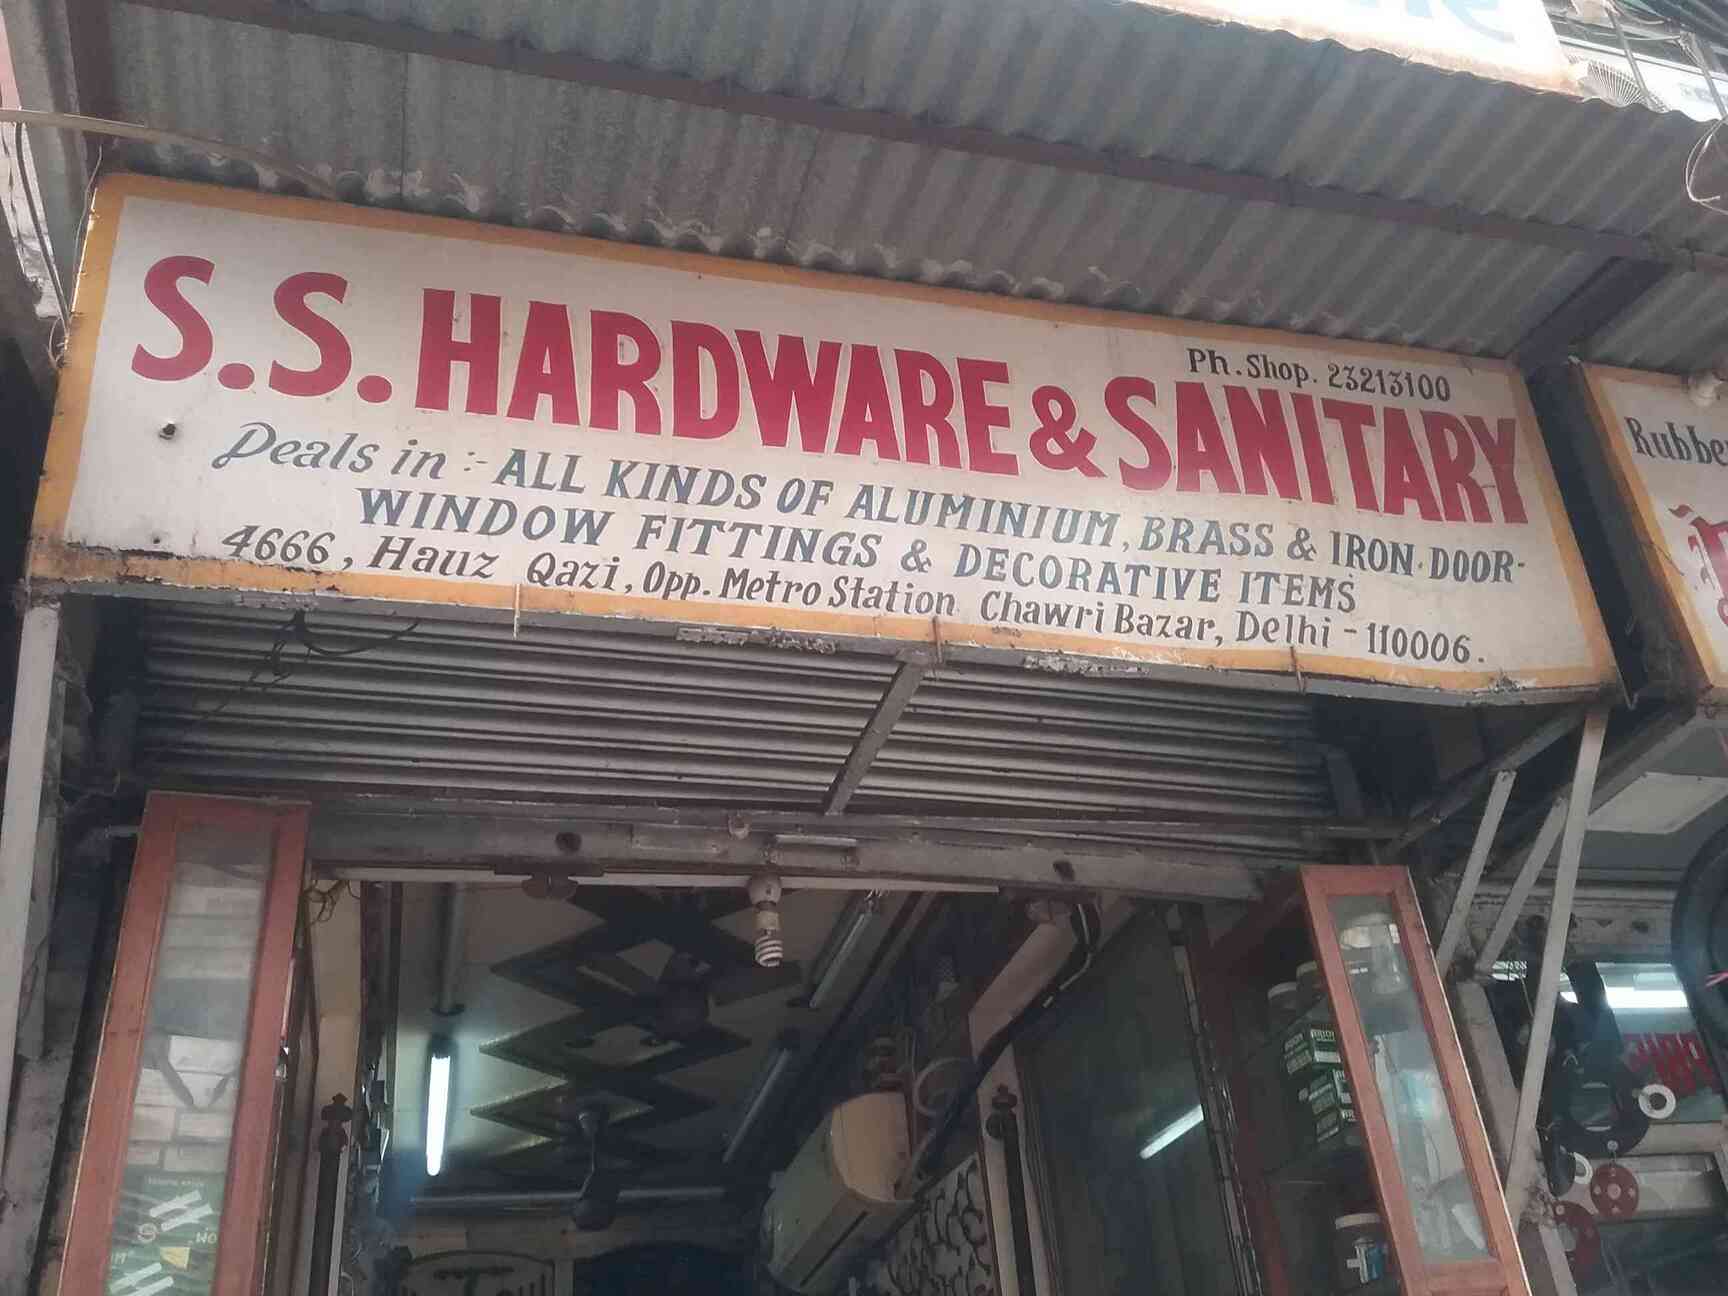 Ph. Shop. 23213100
S.S. HARDWARE & SANITARY
Deals in :- ALL KINDS OF ALUMINIUM, BRASS & IRON. DOOR-
WINDOW FITTINGS & DECORATIVE ITEMS
4666, Hauz Qazi, Opp. Metro Station Chawri Bazar, Delhi - 110006.